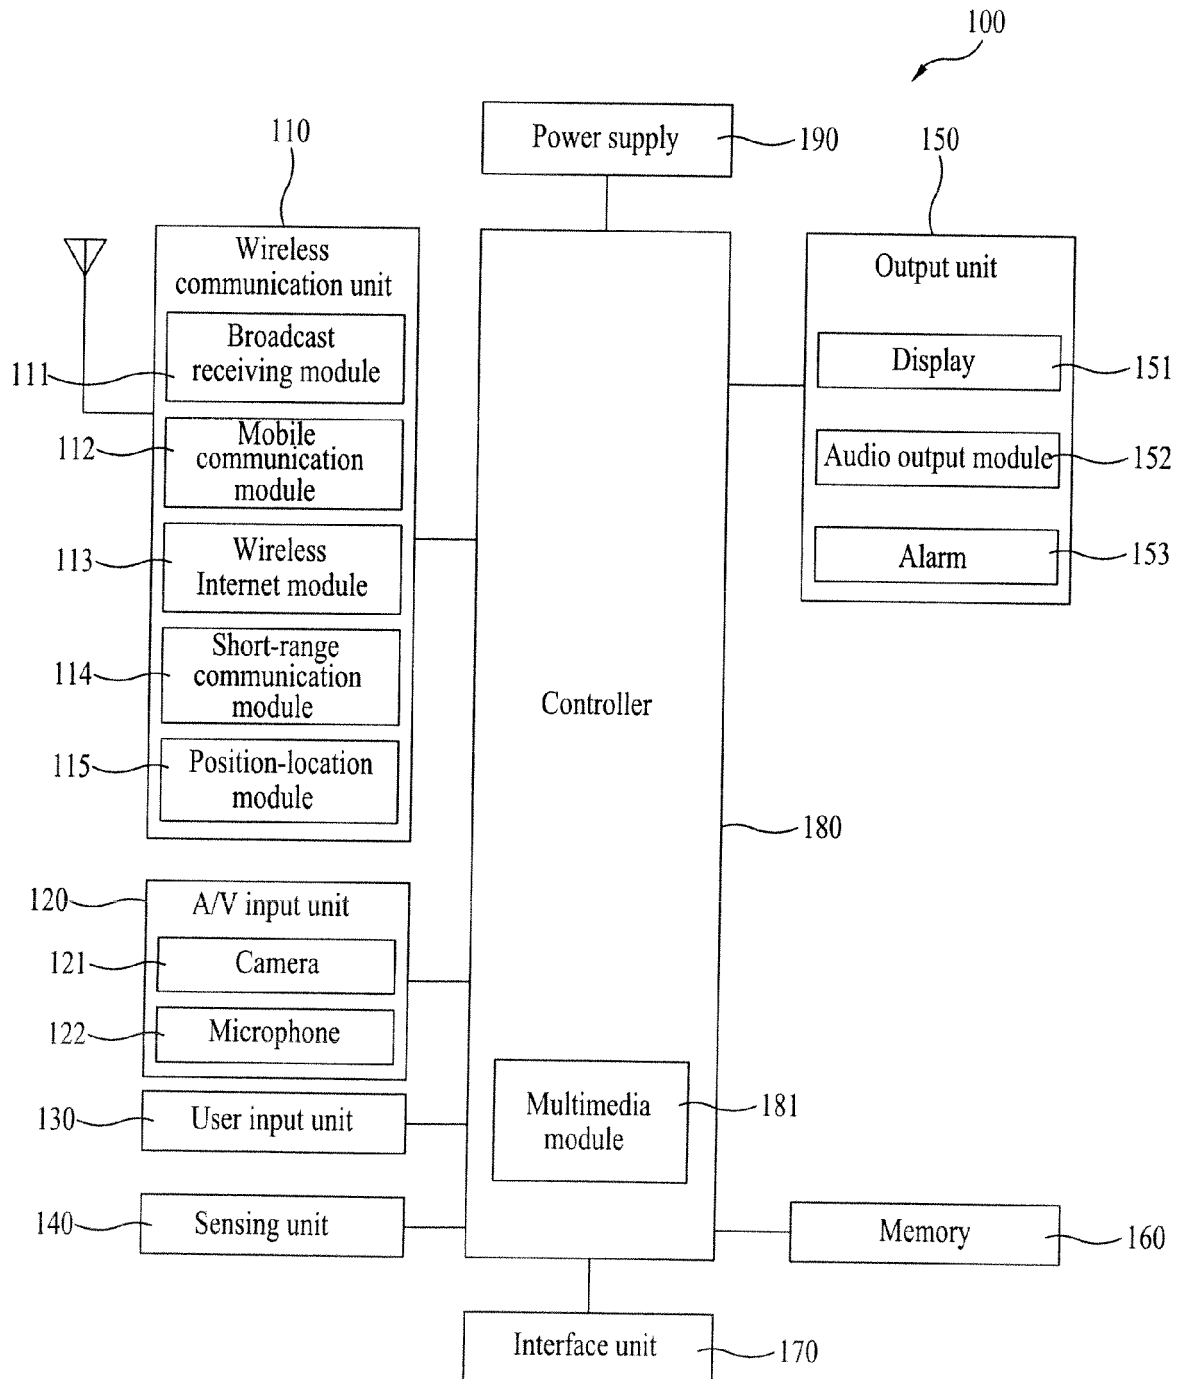 100
Power supply
190
110
150
Wireless
communication unit
Broadcast
receiving module
111
Mobile
communication
module
112
Wireless
Internet module
113
Short-range
communication
module
114
Position-location
module
115
Output unit
Display
151
Audio output module
152
Alarm
153
Controller
180
120
A/V input unit
121
Camera
122
Microphone
130
User input unit
Multimedia
module
181
140
Sensing unit
Memory
160
Interface unit
170